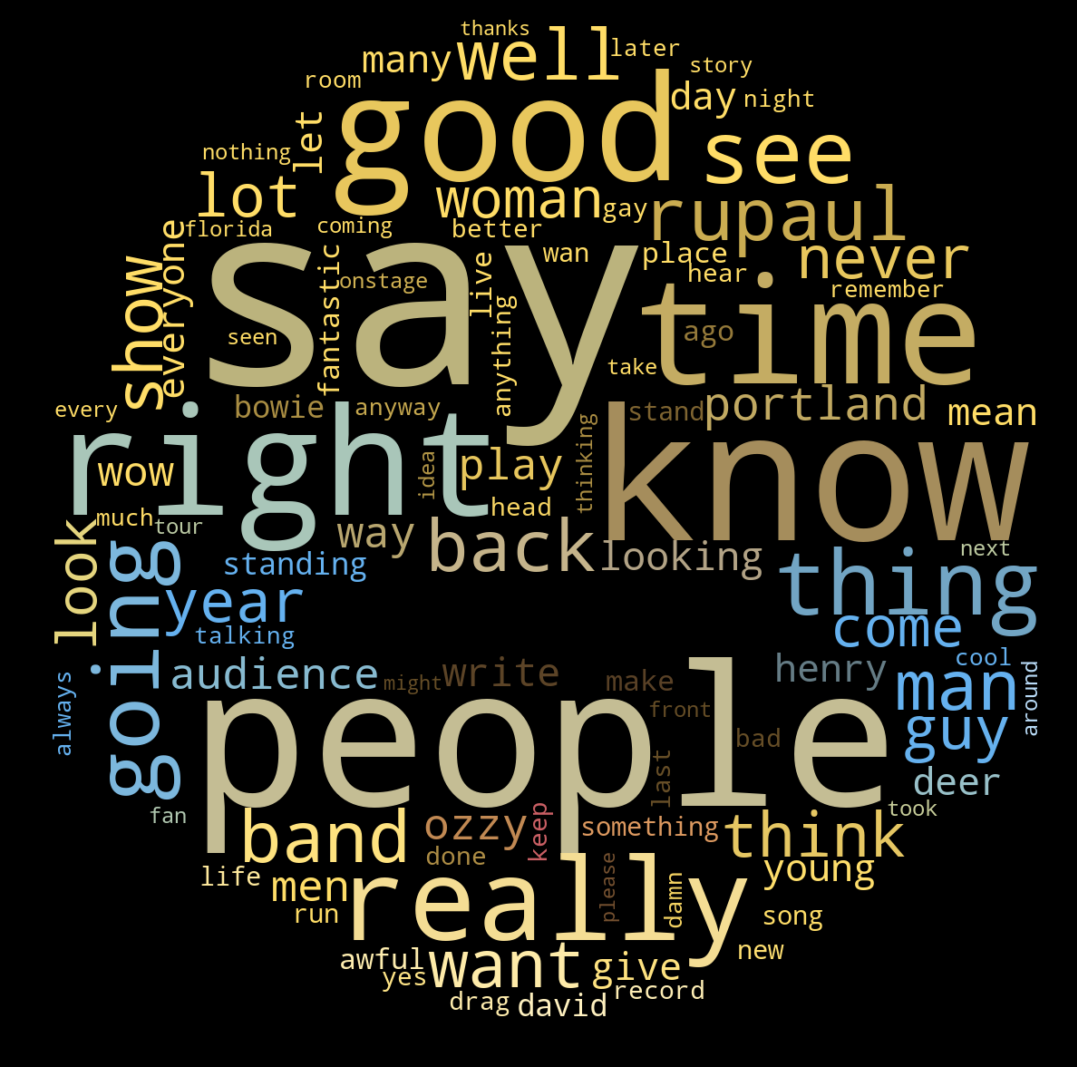 thanks
well
later
many
story
room
good
day
night
let
see
nothing
lot
woman
gay
rupaul
florida
coming
better
everyone
wan
place
never
show
say
fantastic
onstage
live
hear
remember
time
anything
seen
ago
take
every
bowie
anyway
stand
portland
mean
right
know
wow
idea
play
thinking
head
much
tour
way
back
looking
next
look
going
standing
thing
year
come
talking
audience
might
write
make
henry
cool
always
people
front
man
around
guy
bad
last
deer
fan
took
band
ozzy
keep
something
think
done
life
men
really
please
damn
young
run
song
awful
want
give
new
yes
drag
david
record